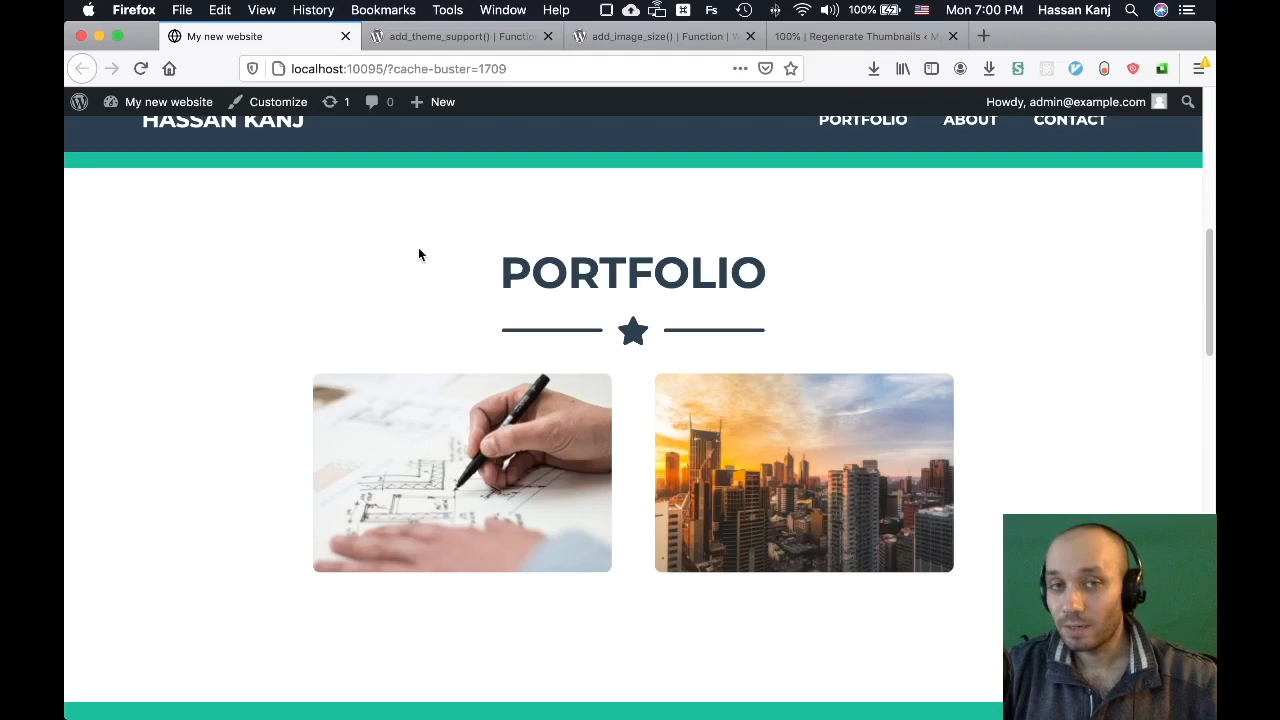 Firefox File Edit View History Bookmarks Tools Window Help Fs 100% Mon 7:00 PM Hassan Kanj
My new website add_theme_support() | Functio add_image_size() | Function | W 100% | Regenerate Thumbnails ‹ M
localhost:10095/?cache-buster=1709
My new website Customize 1 0 New Howdy, admin@example.com
HASSAN KANJ PORTFOLIO ABOUT CONTACT
PORTFOLIO